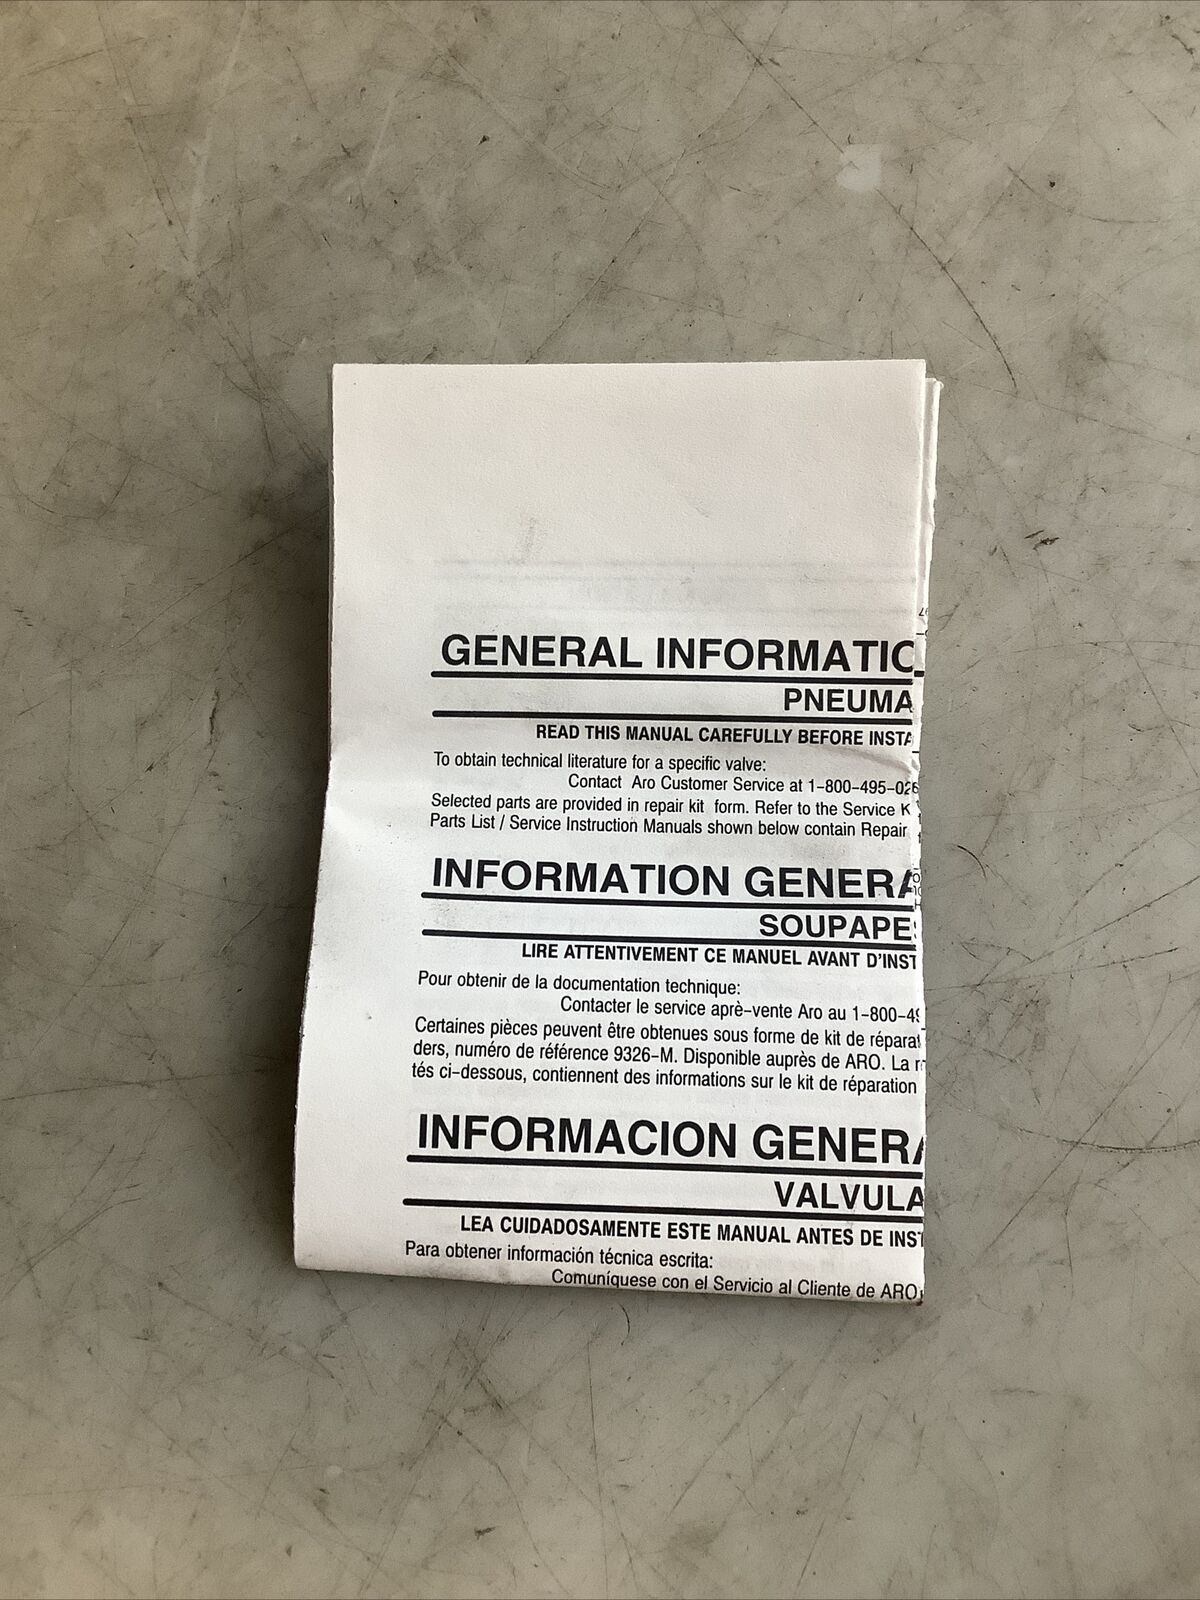 GENERAL INFORMATIO
PNEUMA
READ THIS MANUAL CAREFULLY BEFORE INSTA
To obtain technical literature for a specific valve:
Contact Aro Customer Service at 1–800–495–02
Selected parts are provided in repair kit form. Refer to the Service K
Parts List / Service Instruction Manuals shown below contain Repair
INFORMATION GENERA
SOUPAPES
LIRE ATTENTIVEMENT CE MANUEL AVANT D'INST
Pour obtenir de la documentation technique:
Contacter le service aprè–vente Aro au 1–800–49
Certaines pièces peuvent être obtenues sous forme de kit de réparat
ders, numéro de référence 9326–M. Disponible auprès de ARO. La
tés ci–dessous, contiennent des informations sur le kit de réparation
INFORMACION GENERA
VALVULA
LEA CUIDADOSAMENTE ESTE MANUAL ANTES DE INST
Para obtener información técnica escrita:
Comuníquese con el Servicio al Cliente de ARO